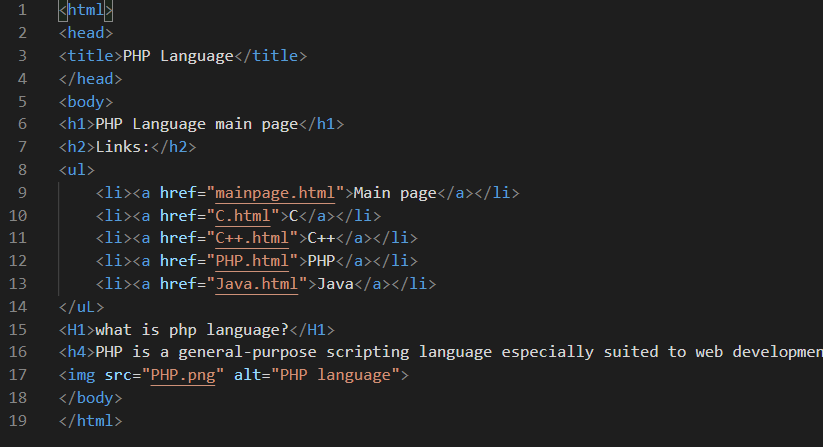 1 <html>
2 <head>
3 <title>PHP Language</title>
4 </head>
5 <body>
6 <h1>PHP Language main page</h1>
7 <h2>Links:</h2>
8 <ul>
9 <li><a href="mainpage.html">Main page</a></li>
10 <li><a href="C.html">C</a></li>
11 <li><a href="C++.html">C++</a></li>
12 <li><a href="PHP.html">PHP</a></li>
13 <li><a href="Java.html">Java</a></li>
14 </uL>
15 <H1>what is php language?</H1>
16 <h4>PHP is a general-purpose scripting language especially suited to web developmen
17 <img src="PHP.png" alt="PHP language">
18 </body>
19 </html>